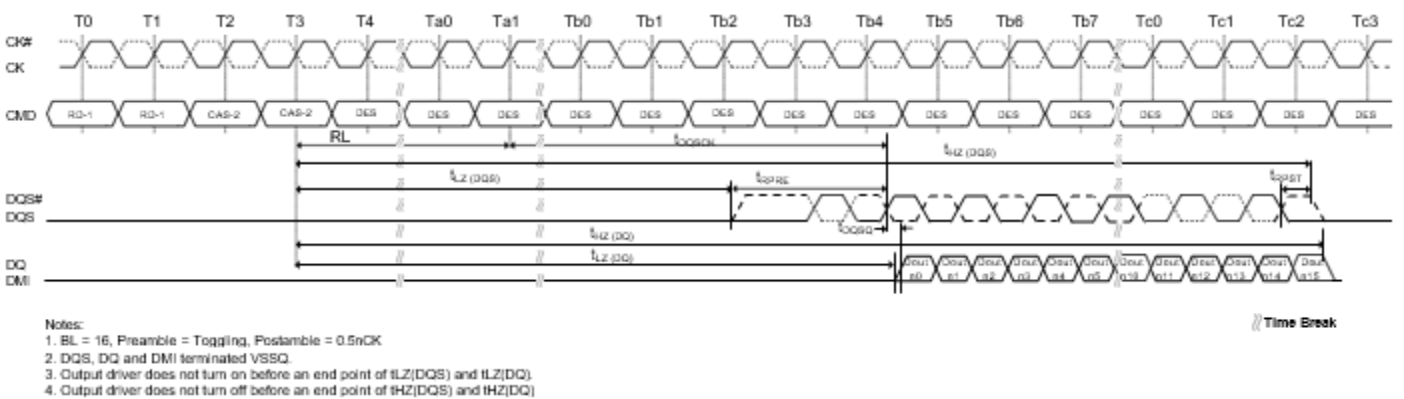 T0 T1 T2 T3 T4 Ta0 Ta1 Tb0 Tb1 Tb2 Tb3 Tb4 Tb5 Tb6 Tb7 Tc0 Tc1 Tc2 Tc3
CK#
CK
CMD RD-1 RD-1 CAS-2 CAS-2 DES DES DES DES DES DES DES DES DES DES DES DES DES DES DES
RL tDQSCK
tHZ (DQS)
tLZ (DQS) tRPRE tRPST
DQS#
DQS
tDQSQ
tHZ (DQ)
tLZ (DQ)
DQ
DMI
Dout n0 Dout n1 Dout n2 Dout n3 Dout n4 Dout n5 Dout n10 Dout n11 Dout n12 Dout n13 Dout n14 Dout n15
Time Break
Notes:
1. BL = 16, Preamble = Toggling, Postamble = 0.5nCK
2. DQS, DQ and DMI terminated VSSQ.
3. Output driver does not turn on before an end point of tLZ(DQS) and tLZ(DQ).
4. Output driver does not turn off before an end point of tHZ(DQS) and tHZ(DQ)